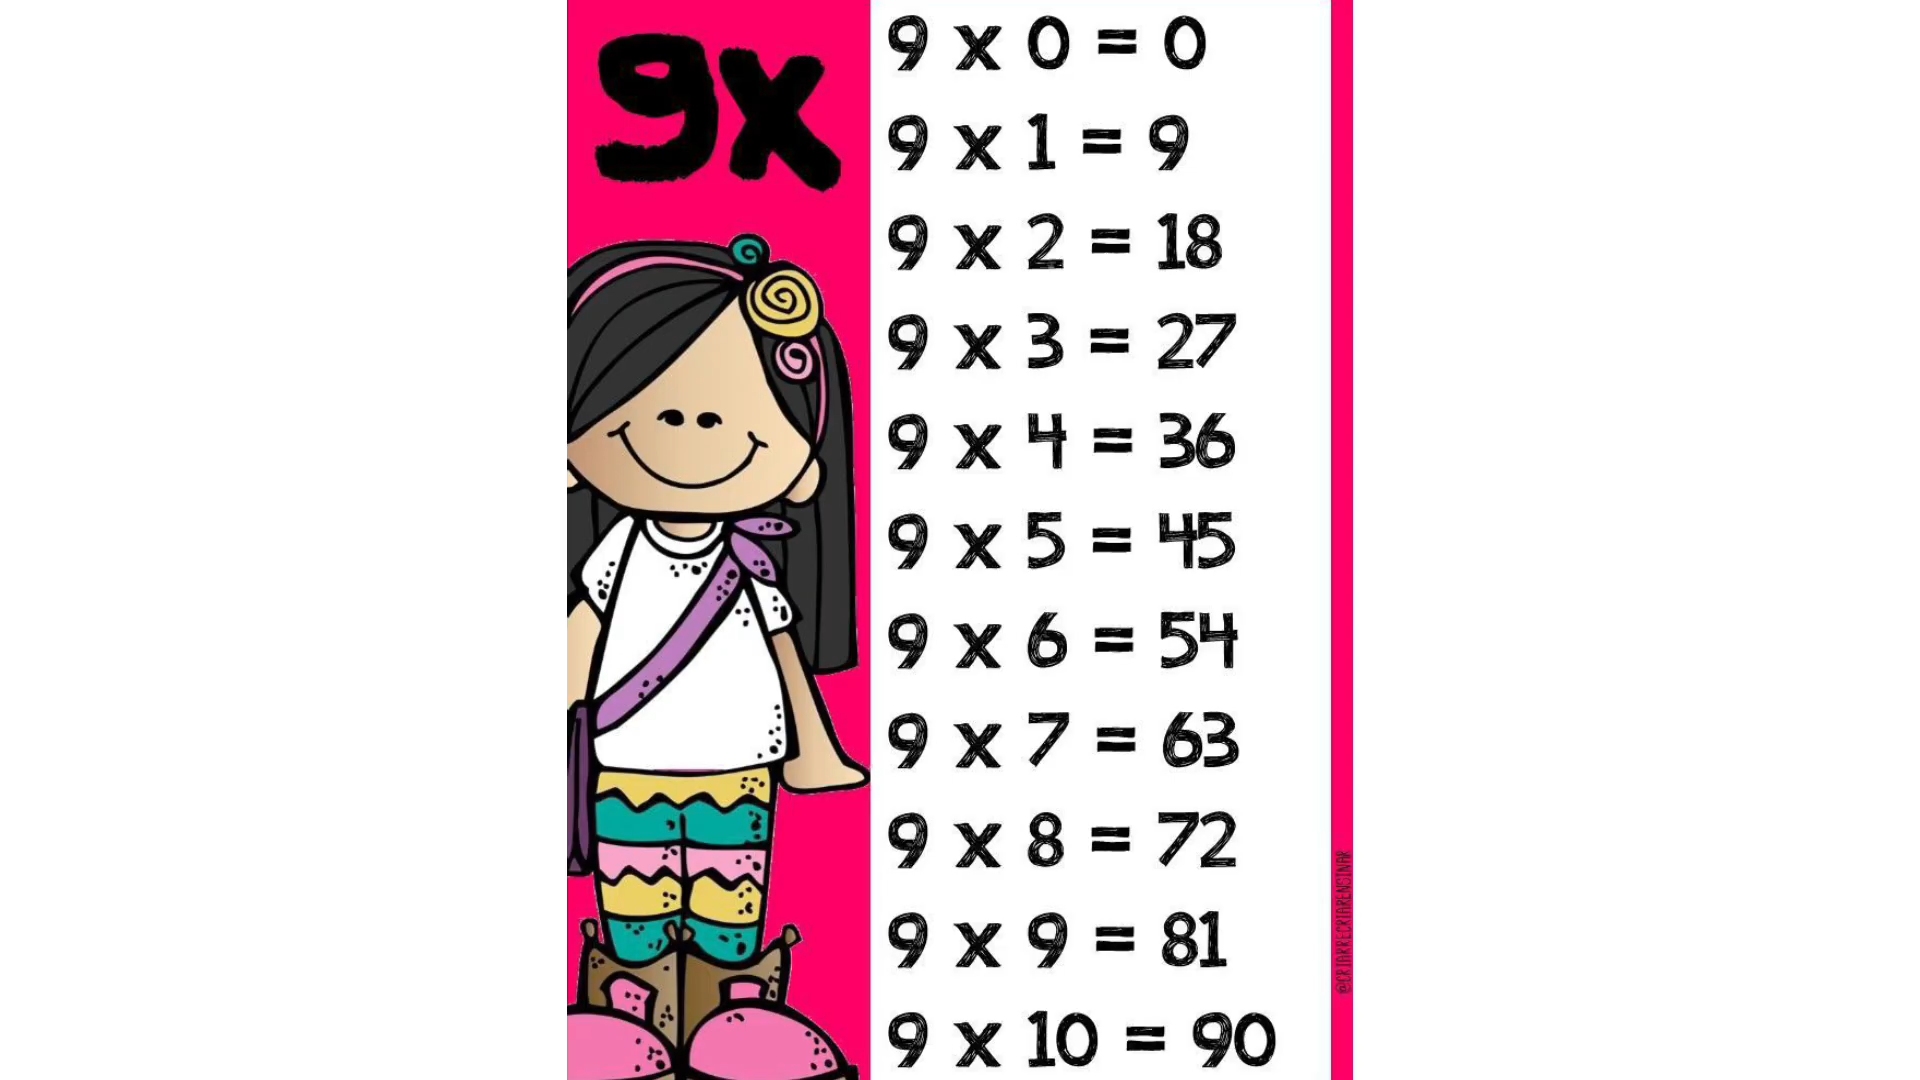 9x
9 x 0 = 0
9 x 1 = 9
9 x 2 = 18
9 x 3 = 27
9 x 4 = 36
9 x 5 = 45
9 x 6 = 54
9 x 7 = 63
9 x 8 = 72
9 x 9 = 81
9 x 10 = 90
@CRIARRECRIARENSINAR